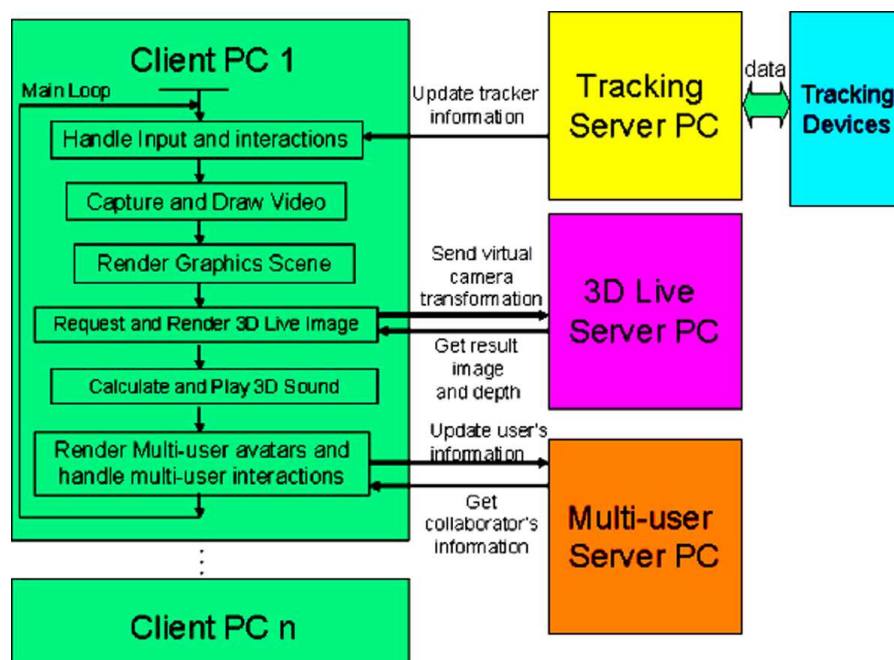 Client PC 1
Main Loop
Handle Input and interactions
Capture and Draw Video
Render Graphics Scene
Request and Render 3D Live Image
Calculate and Play 3D Sound
Render Multi-user avatars and
handle multi-user interactions
Client PC n
Update tracker
information
Send virtual
camera
transformation
Get result
image
and depth
Update user's
information
Get
collaborator's
information
Tracking
Server PC
data
Tracking
Devices
3D Live
Server PC
Multi-user
Server PC